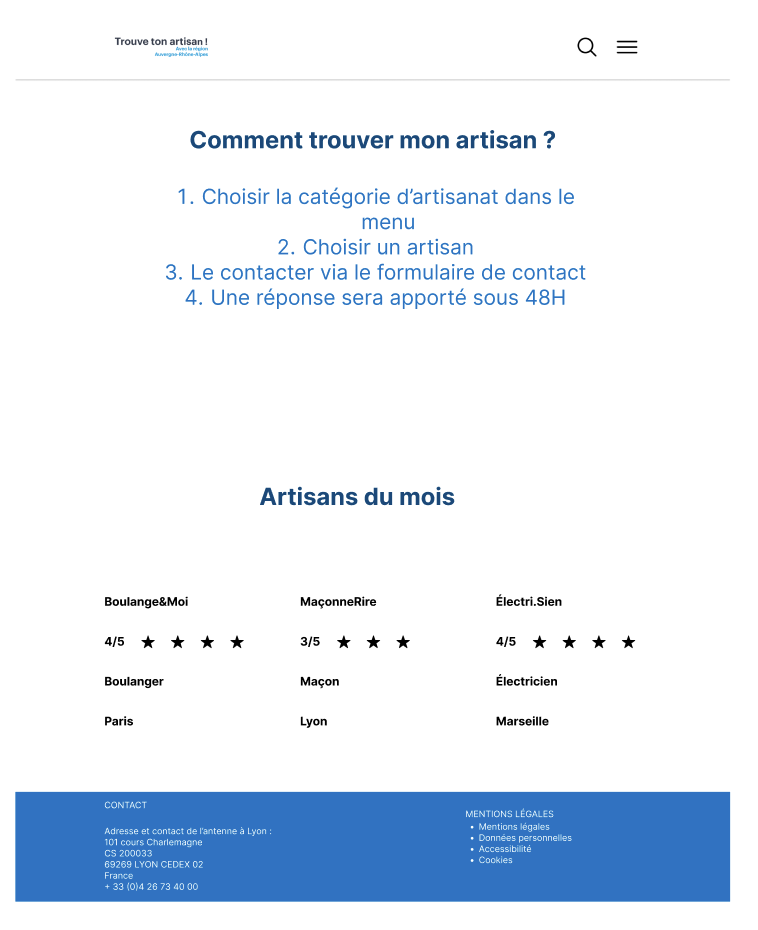 Trouve ton artisan !
Avec la région
Auvergne-Rhône-Alpes
Comment trouver mon artisan ?
1. Choisir la catégorie d’artisanat dans le
menu
2. Choisir un artisan
3. Le contacter via le formulaire de contact
4. Une réponse sera apporté sous 48H
Artisans du mois
Boulange&Moi
4/5
Boulanger
Paris
MaçonneRire
3/5
Maçon
Lyon
Électri.Sien
4/5
Électricien
Marseille
CONTACT
Adresse et contact de l’antenne à Lyon :
101 cours Charlemagne
CS 200033
69269 LYON CEDEX 02
France
+ 33 (0)4 26 73 40 00
MENTIONS LÉGALES
• Mentions légales
• Données personnelles
• Accessibilité
• Cookies